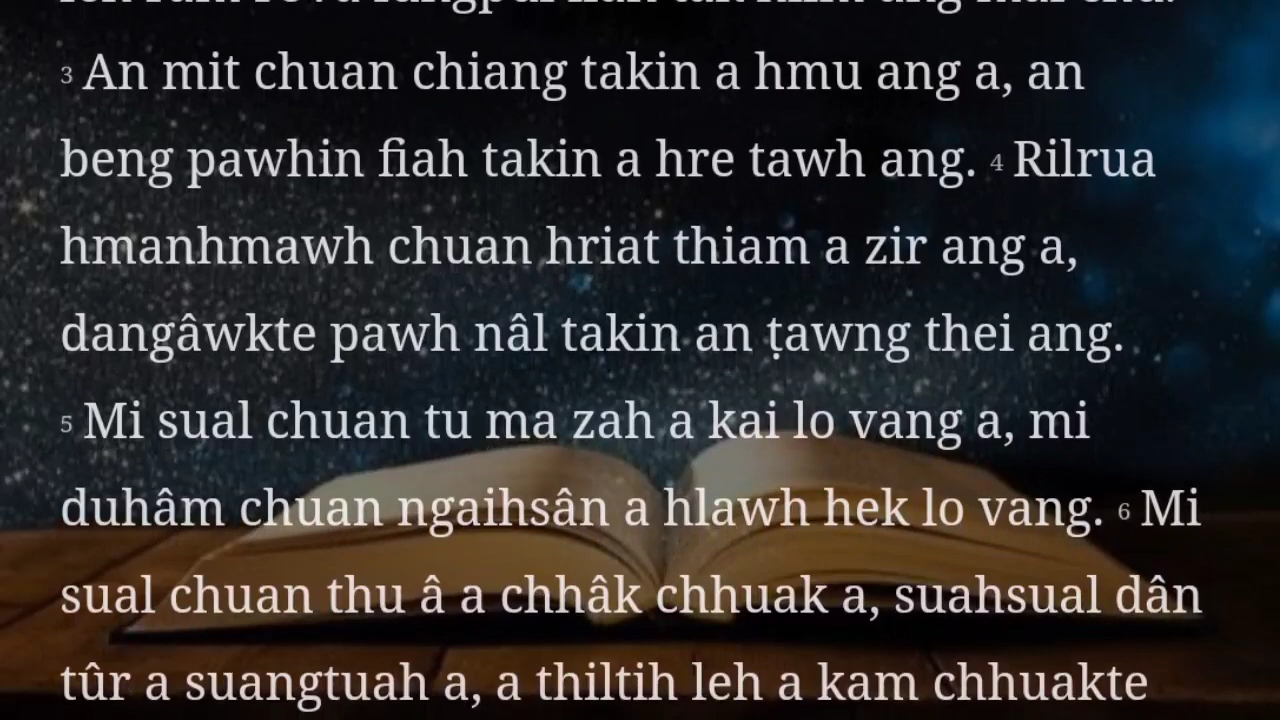 3 An mit chuan chiang takin a hmu ang a, an
beng pawhin fiah takin a hre tawh ang. 4 Rilrua
hmanhmawh chuan hriat thiam a zir ang a,
dangâwkte pawh nâl takin an ṭawng thei ang.
5 Mi sual chuan tu ma zah a kai lo vang a, mi
duhâm chuan ngaihsân a hlawh hek lo vang. 6 Mi
sual chuan thu â a chhâk chhuak a, suahsual dân
tûr a suangtuah a, a thiltih leh a kam chhuakte